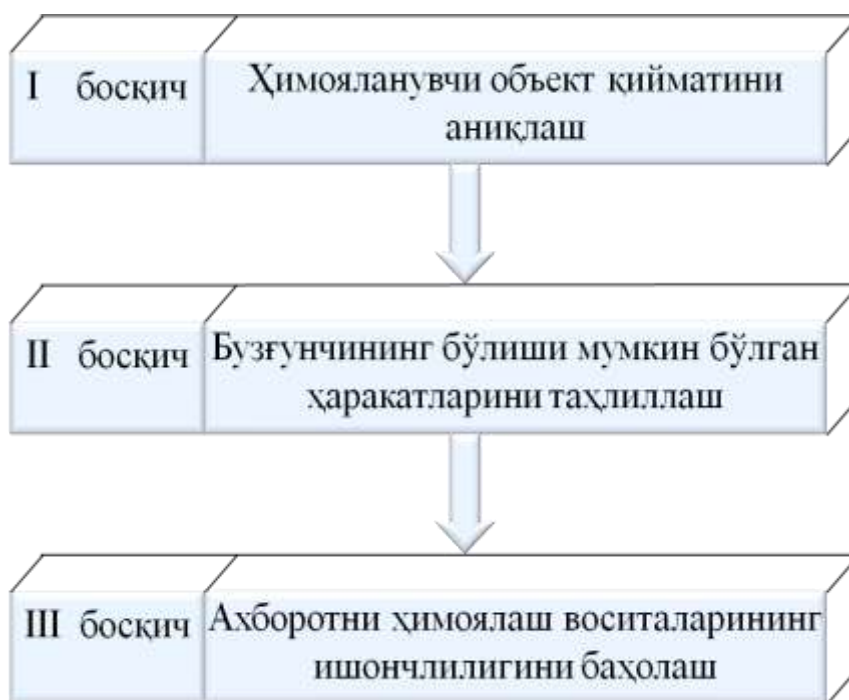 I босқич
Ҳимояланувчи объект қийматини
аниқлаш
II босқич
Бузғунчининг бўлиши мумкин бўлган
ҳаракатларини таҳлиллаш
III босқич
Ахборотни ҳимоялаш воситаларининг
ишончлилигини баҳолаш